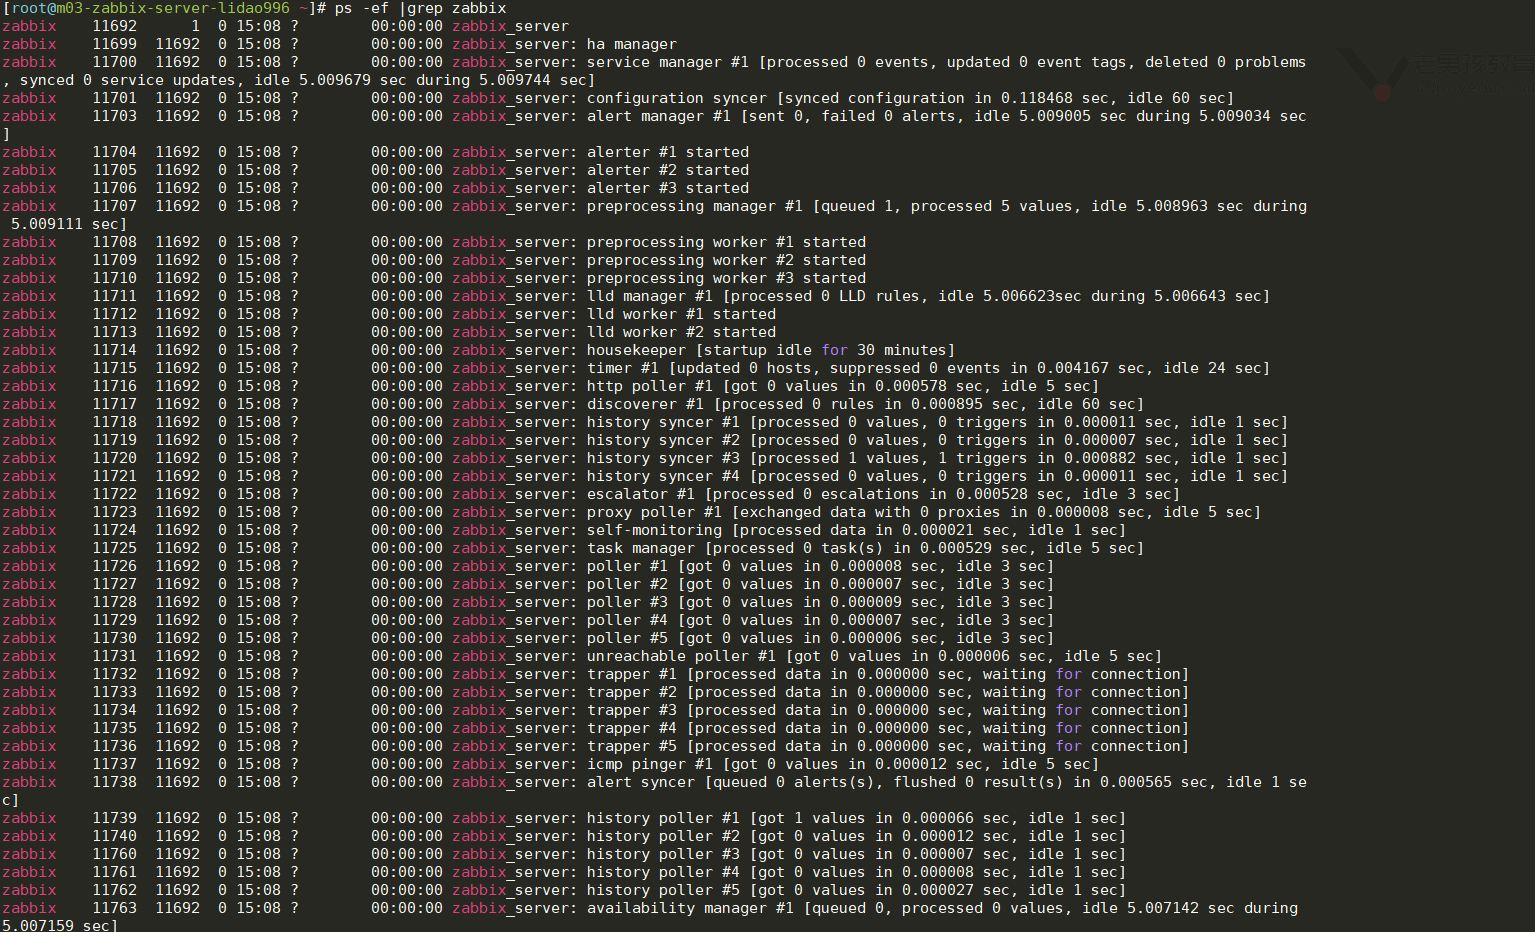 [root@m03-zabbix-server-lidao996 ~]# ps -ef |grep zabbix
zabbix    11692      1  0 15:08 ?        00:00:00 zabbix_server
zabbix    11699  11692  0 15:08 ?        00:00:00 zabbix_server: ha manager
zabbix    11700  11692  0 15:08 ?        00:00:00 zabbix_server: service manager #1 [processed 0 events, updated 0 event tags, deleted 0 problems
, synced 0 service updates, idle 5.009679 sec during 5.009744 sec]
zabbix    11701  11692  0 15:08 ?        00:00:00 zabbix_server: configuration syncer [synced configuration in 0.118468 sec, idle 60 sec]
zabbix    11703  11692  0 15:08 ?        00:00:00 zabbix_server: alert manager #1 [sent 0, failed 0 alerts, idle 5.009005 sec during 5.009034 sec
]
zabbix    11704  11692  0 15:08 ?        00:00:00 zabbix_server: alerter #1 started
zabbix    11705  11692  0 15:08 ?        00:00:00 zabbix_server: alerter #2 started
zabbix    11706  11692  0 15:08 ?        00:00:00 zabbix_server: alerter #3 started
zabbix    11707  11692  0 15:08 ?        00:00:00 zabbix_server: preprocessing manager #1 [queued 1, processed 5 values, idle 5.008963 sec during
 5.009111 sec]
zabbix    11708  11692  0 15:08 ?        00:00:00 zabbix_server: preprocessing worker #1 started
zabbix    11709  11692  0 15:08 ?        00:00:00 zabbix_server: preprocessing worker #2 started
zabbix    11710  11692  0 15:08 ?        00:00:00 zabbix_server: preprocessing worker #3 started
zabbix    11711  11692  0 15:08 ?        00:00:00 zabbix_server: lld manager #1 [processed 0 LLD rules, idle 5.006623sec during 5.006643 sec]
zabbix    11712  11692  0 15:08 ?        00:00:00 zabbix_server: lld worker #1 started
zabbix    11713  11692  0 15:08 ?        00:00:00 zabbix_server: lld worker #2 started
zabbix    11714  11692  0 15:08 ?        00:00:00 zabbix_server: housekeeper [startup idle for 30 minutes]
zabbix    11715  11692  0 15:08 ?        00:00:00 zabbix_server: timer #1 [updated 0 hosts, suppressed 0 events in 0.004167 sec, idle 24 sec]
zabbix    11716  11692  0 15:08 ?        00:00:00 zabbix_server: http poller #1 [got 0 values in 0.000578 sec, idle 5 sec]
zabbix    11717  11692  0 15:08 ?        00:00:00 zabbix_server: discoverer #1 [processed 0 rules in 0.000895 sec, idle 60 sec]
zabbix    11718  11692  0 15:08 ?        00:00:00 zabbix_server: history syncer #1 [processed 0 values, 0 triggers in 0.000011 sec, idle 1 sec]
zabbix    11719  11692  0 15:08 ?        00:00:00 zabbix_server: history syncer #2 [processed 0 values, 0 triggers in 0.000007 sec, idle 1 sec]
zabbix    11720  11692  0 15:08 ?        00:00:00 zabbix_server: history syncer #3 [processed 1 values, 1 triggers in 0.000882 sec, idle 1 sec]
zabbix    11721  11692  0 15:08 ?        00:00:00 zabbix_server: history syncer #4 [processed 0 values, 0 triggers in 0.000011 sec, idle 1 sec]
zabbix    11722  11692  0 15:08 ?        00:00:00 zabbix_server: escalator #1 [processed 0 escalations in 0.000528 sec, idle 3 sec]
zabbix    11723  11692  0 15:08 ?        00:00:00 zabbix_server: proxy poller #1 [exchanged data with 0 proxies in 0.000008 sec, idle 5 sec]
zabbix    11724  11692  0 15:08 ?        00:00:00 zabbix_server: self-monitoring [processed data in 0.000021 sec, idle 1 sec]
zabbix    11725  11692  0 15:08 ?        00:00:00 zabbix_server: task manager [processed 0 task(s) in 0.000529 sec, idle 5 sec]
zabbix    11726  11692  0 15:08 ?        00:00:00 zabbix_server: poller #1 [got 0 values in 0.000008 sec, idle 3 sec]
zabbix    11727  11692  0 15:08 ?        00:00:00 zabbix_server: poller #2 [got 0 values in 0.000007 sec, idle 3 sec]
zabbix    11728  11692  0 15:08 ?        00:00:00 zabbix_server: poller #3 [got 0 values in 0.000009 sec, idle 3 sec]
zabbix    11729  11692  0 15:08 ?        00:00:00 zabbix_server: poller #4 [got 0 values in 0.000007 sec, idle 3 sec]
zabbix    11730  11692  0 15:08 ?        00:00:00 zabbix_server: poller #5 [got 0 values in 0.000006 sec, idle 3 sec]
zabbix    11731  11692  0 15:08 ?        00:00:00 zabbix_server: unreachable poller #1 [got 0 values in 0.000006 sec, idle 5 sec]
zabbix    11732  11692  0 15:08 ?        00:00:00 zabbix_server: trapper #1 [processed data in 0.000000 sec, waiting for connection]
zabbix    11733  11692  0 15:08 ?        00:00:00 zabbix_server: trapper #2 [processed data in 0.000000 sec, waiting for connection]
zabbix    11734  11692  0 15:08 ?        00:00:00 zabbix_server: trapper #3 [processed data in 0.000000 sec, waiting for connection]
zabbix    11735  11692  0 15:08 ?        00:00:00 zabbix_server: trapper #4 [processed data in 0.000000 sec, waiting for connection]
zabbix    11736  11692  0 15:08 ?        00:00:00 zabbix_server: trapper #5 [processed data in 0.000000 sec, waiting for connection]
zabbix    11737  11692  0 15:08 ?        00:00:00 zabbix_server: icmp pinger #1 [got 0 values in 0.000012 sec, idle 5 sec]
zabbix    11738  11692  0 15:08 ?        00:00:00 zabbix_server: alert syncer [queued 0 alerts(s), flushed 0 result(s) in 0.000565 sec, idle 1 se
c]
zabbix    11739  11692  0 15:08 ?        00:00:00 zabbix_server: history poller #1 [got 1 values in 0.000066 sec, idle 1 sec]
zabbix    11740  11692  0 15:08 ?        00:00:00 zabbix_server: history poller #2 [got 0 values in 0.000012 sec, idle 1 sec]
zabbix    11760  11692  0 15:08 ?        00:00:00 zabbix_server: history poller #3 [got 0 values in 0.000007 sec, idle 1 sec]
zabbix    11761  11692  0 15:08 ?        00:00:00 zabbix_server: history poller #4 [got 0 values in 0.000008 sec, idle 1 sec]
zabbix    11762  11692  0 15:08 ?        00:00:00 zabbix_server: history poller #5 [got 0 values in 0.000027 sec, idle 1 sec]
zabbix    11763  11692  0 15:08 ?        00:00:00 zabbix_server: availability manager #1 [queued 0, processed 0 values, idle 5.007142 sec during
5.007159 sec]